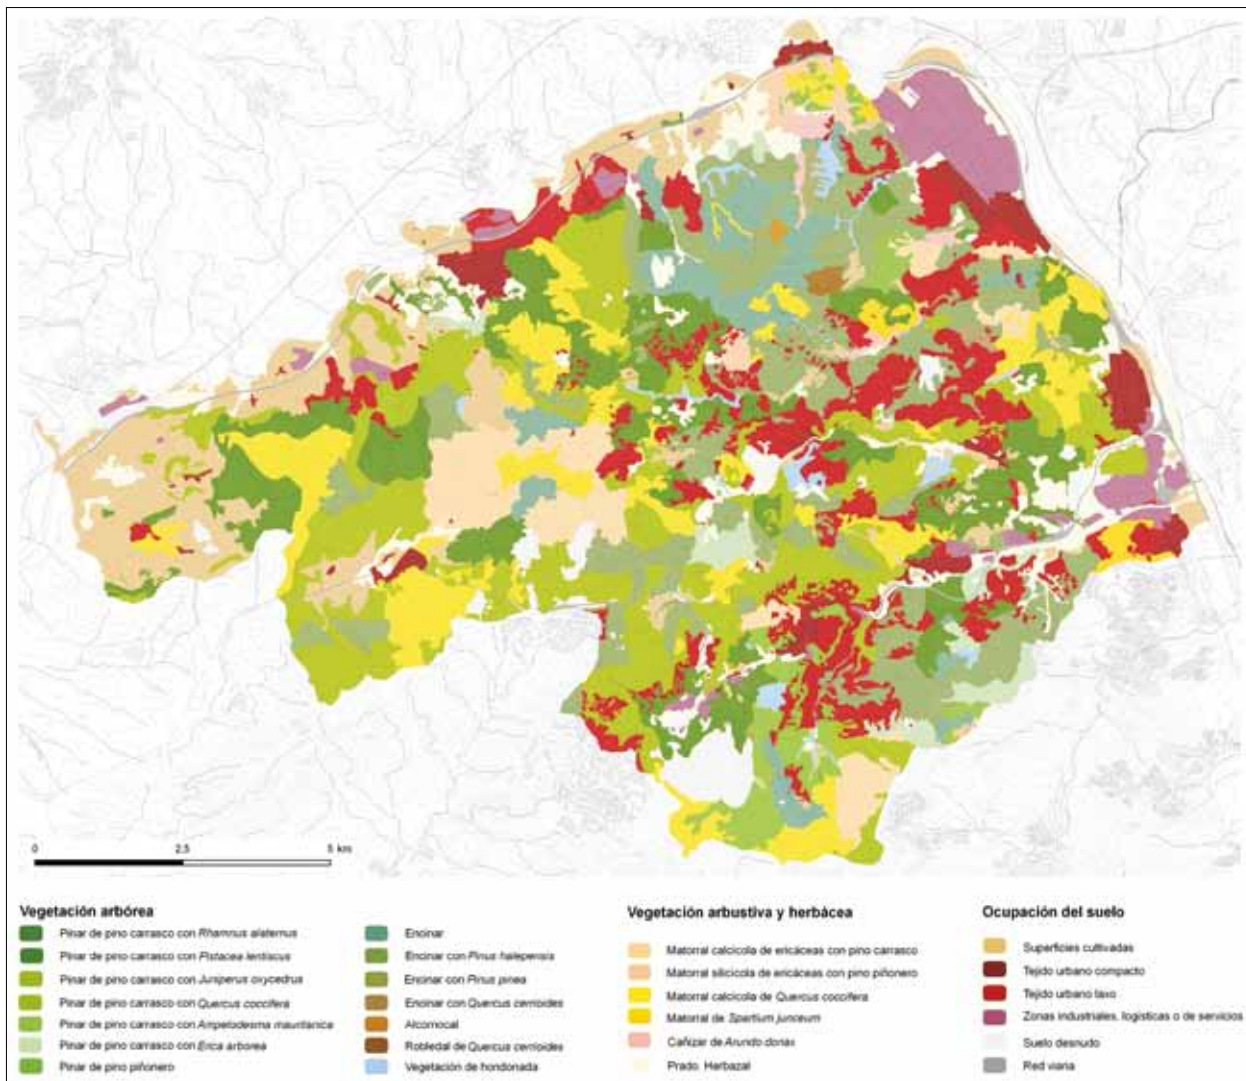 0 2,5 5 km
Vegetación arbórea
Pinar de pino carrasco con Rhamnus alaternus
Pinar de pino carrasco con Pistacea lentiscus
Pinar de pino carrasco con Juniperus oxycedrus
Pinar de pino carrasco con Quercus coccifera
Pinar de pino carrasco con Ampelodesma mauritanica
Pinar de pino carrasco con Erica arborea
Pinar de pino piñonero
Encinar
Encinar con Pinus halepensis
Encinar con Pinus pinea
Encinar con Quercus cerrioides
Alcornocal
Robledal de Quercus cerrioides
Vegetación de hondonada
Vegetación arbustiva y herbácea
Matorral calcícola de ericáceas con pino carrasco
Matorral silicícola de ericáceas con pino piñonero
Matorral calcícola de Quercus coccifera
Matorral de Spartium junceum
Cañizar de Arundo donax
Prado. Herbazal
Ocupación del suelo
Superficies cultivadas
Tejido urbano compacto
Tejido urbano laxo
Zonas industriales, logísticas o de servicios
Suelo desnudo
Red viaria